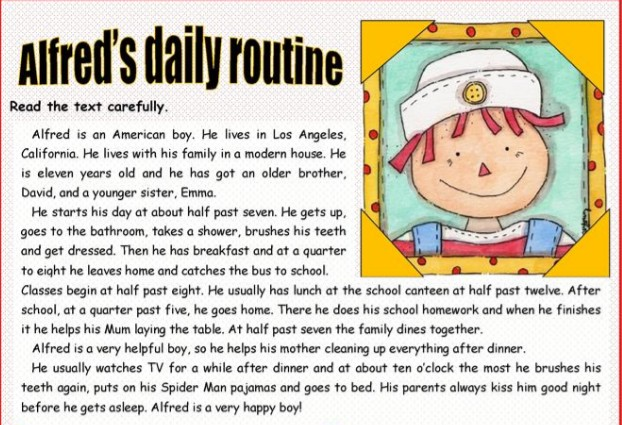 Alfred's daily routine
Read the text carefully.
Alfred is an American boy. He lives in Los Angeles,
California. He lives with his family in a modern house. He
is eleven years old and he has got an older brother,
David, and a younger sister, Emma.
He starts his day at about half past seven. He gets up,
goes to the bathroom, takes a shower, brushes his teeth
and get dressed. Then he has breakfast and at a quarter
to eight he leaves home and catches the bus to school.
Classes begin at half past eight. He usually has lunch at the school canteen at half past twelve. After
school, at a quarter past five, he goes home. There he does his school homework and when he finishes
it he helps his Mum laying the table. At half past seven the family dines together.
Alfred is a very helpful boy, so he helps his mother cleaning up everything after dinner.
He usually watches TV for a while after dinner and at about ten o'clock the most he brushes his
teeth again, puts on his Spider Man pajamas and goes to bed. His parents always kiss him good night
before he gets asleep. Alfred is a very happy boy!